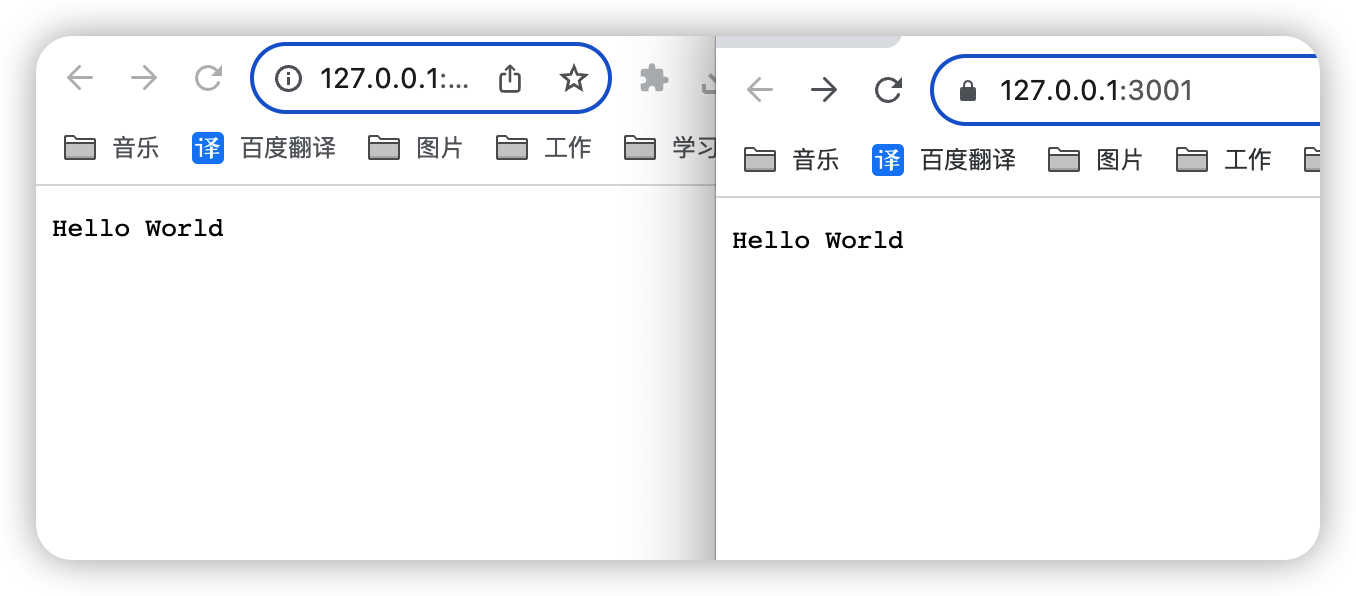 127.0.0.1:...
音乐 译 百度翻译 图片 工作 学习
Hello World
127.0.0.1:3001
音乐 译 百度翻译 图片 工作
Hello World